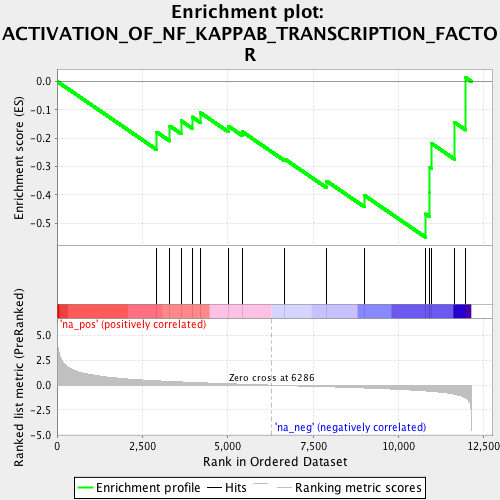 Enrichment plot:
ACTIVATION_OF_NF_KAPPAB_TRANSCRIPTION_FACTO
R
Enrichment score (ES)
0.0
-0.1
-0.2
-0.3
-0.4
-0.5
'na_pos' (positively correlated)
Ranked list metric (PreRanked)
5.0
2.5
0.0
-2.5
-5.0
Zero cross at 6286
'na_neg' (negatively correlated)
0 2,500 5,000 7,500 10,000 12,500
Rank in Ordered Dataset
Enrichment profile Hits Ranking metric scores